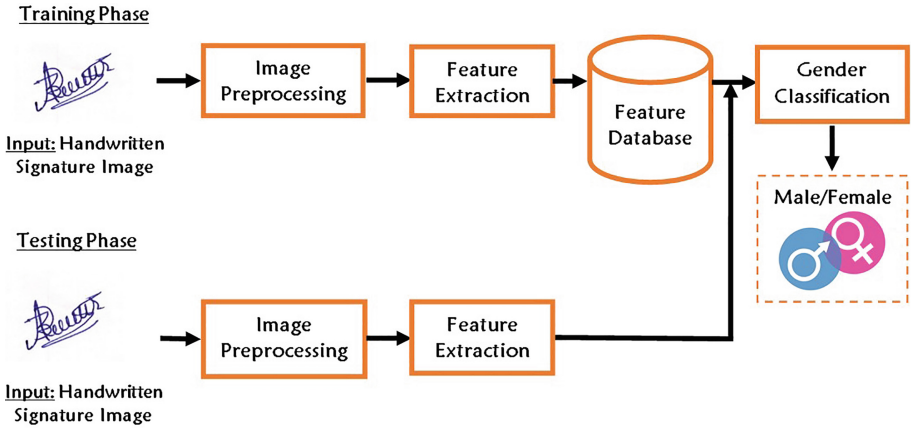 Training Phase
Input: Handwritten
Signature Image
Image
Preprocessing
Feature
Extraction
Feature
Database
Gender
Classification
Male/Female
Testing Phase
Input: Handwritten
Signature Image
Image
Preprocessing
Feature
Extraction